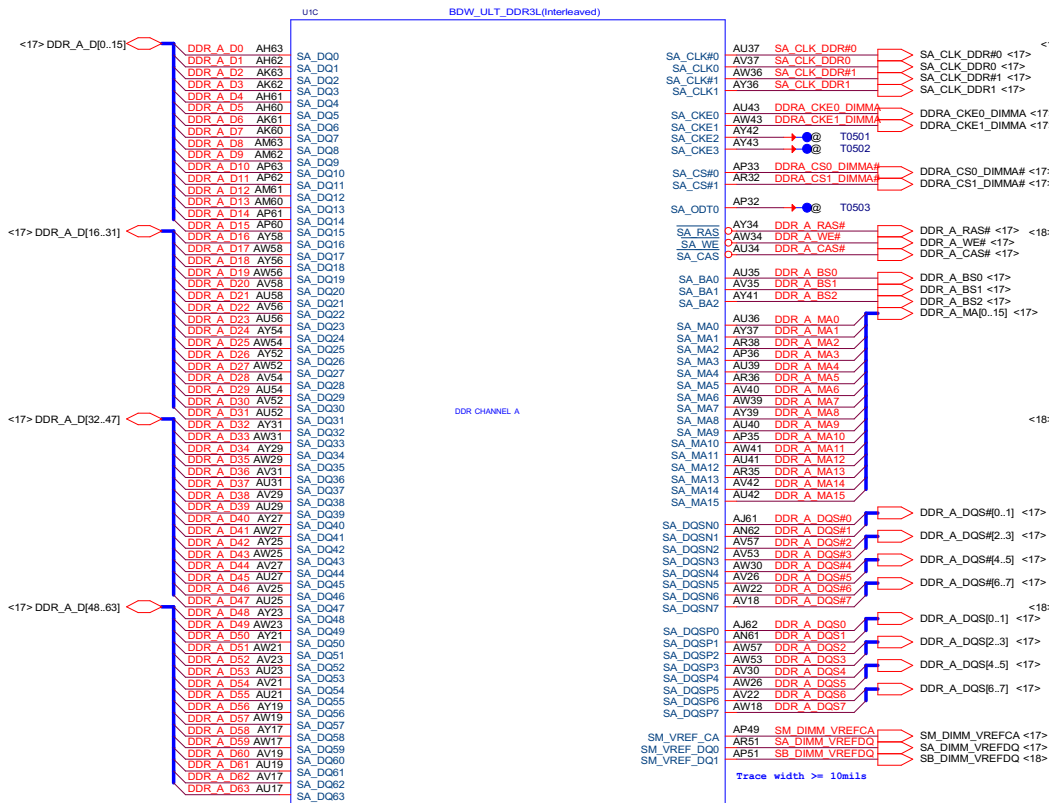 U1C
BDW_ULT_DDR3L(Interleaved)
<17> DDR_A_D[0..15]
DDR_A_D0 AH63 SA_DQ0
DDR_A_D1 AH62 SA_DQ1
DDR_A_D2 AK63 SA_DQ2
DDR_A_D3 AK62 SA_DQ3
DDR_A_D4 AH61 SA_DQ4
DDR_A_D5 AH60 SA_DQ5
DDR_A_D6 AK61 SA_DQ6
DDR_A_D7 AK60 SA_DQ7
DDR_A_D8 AM63 SA_DQ8
DDR_A_D9 AM62 SA_DQ9
DDR_A_D10 AP63 SA_DQ10
DDR_A_D11 AP62 SA_DQ11
DDR_A_D12 AM61 SA_DQ12
DDR_A_D13 AM60 SA_DQ13
DDR_A_D14 AP61 SA_DQ14
DDR_A_D15 AP60 SA_DQ15
<17> DDR_A_D[16..31]
DDR_A_D16 AY58 SA_DQ16
DDR_A_D17 AW58 SA_DQ17
DDR_A_D18 AY56 SA_DQ18
DDR_A_D19 AW56 SA_DQ19
DDR_A_D20 AV58 SA_DQ20
DDR_A_D21 AU58 SA_DQ21
DDR_A_D22 AV56 SA_DQ22
DDR_A_D23 AU56 SA_DQ23
DDR_A_D24 AY54 SA_DQ24
DDR_A_D25 AW54 SA_DQ25
DDR_A_D26 AY52 SA_DQ26
DDR_A_D27 AW52 SA_DQ27
DDR_A_D28 AV54 SA_DQ28
DDR_A_D29 AU54 SA_DQ29
DDR_A_D30 AV52 SA_DQ30
DDR_A_D31 AU52 SA_DQ31
<17> DDR_A_D[32..47]
DDR_A_D32 AY31 SA_DQ32
DDR_A_D33 AW31 SA_DQ33
DDR_A_D34 AY29 SA_DQ34
DDR_A_D35 AW29 SA_DQ35
DDR_A_D36 AV31 SA_DQ36
DDR_A_D37 AU31 SA_DQ37
DDR_A_D38 AV29 SA_DQ38
DDR_A_D39 AU29 SA_DQ39
DDR_A_D40 AY27 SA_DQ40
DDR_A_D41 AW27 SA_DQ41
DDR_A_D42 AY25 SA_DQ42
DDR_A_D43 AW25 SA_DQ43
DDR_A_D44 AV27 SA_DQ44
DDR_A_D45 AU27 SA_DQ45
DDR_A_D46 AV25 SA_DQ46
DDR_A_D47 AU25 SA_DQ47
<17> DDR_A_D[48..63]
DDR_A_D48 AY23 SA_DQ48
DDR_A_D49 AW23 SA_DQ49
DDR_A_D50 AY21 SA_DQ50
DDR_A_D51 AW21 SA_DQ51
DDR_A_D52 AV23 SA_DQ52
DDR_A_D53 AU23 SA_DQ53
DDR_A_D54 AV21 SA_DQ54
DDR_A_D55 AU21 SA_DQ55
DDR_A_D56 AY19 SA_DQ56
DDR_A_D57 AW19 SA_DQ57
DDR_A_D58 AY17 SA_DQ58
DDR_A_D59 AW17 SA_DQ59
DDR_A_D60 AV19 SA_DQ60
DDR_A_D61 AU19 SA_DQ61
DDR_A_D62 AV17 SA_DQ62
DDR_A_D63 AU17 SA_DQ63
DDR CHANNEL A
SA_CLK#0 AU37 SA_CLK_DDR#0 SA_CLK_DDR#0 <17>
SA_CLK0 AV37 SA_CLK_DDR0 SA_CLK_DDR0 <17>
SA_CLK#1 AW36 SA_CLK_DDR#1 SA_CLK_DDR#1 <17>
SA_CLK1 AY36 SA_CLK_DDR1 SA_CLK_DDR1 <17>
SA_CKE0 AU43 DDRA_CKE0_DIMMA DDRA_CKE0_DIMMA <17
SA_CKE1 AW43 DDRA_CKE1_DIMMA DDRA_CKE1_DIMMA <17
SA_CKE2 AY42 @ T0501
SA_CKE3 AY43 @ T0502
SA_CS#0 AP33 DDRA_CS0_DIMMA# DDRA_CS0_DIMMA# <17
SA_CS#1 AR32 DDRA_CS1_DIMMA# DDRA_CS1_DIMMA# <17
SA_ODT0 AP32 @ T0503
SA_RAS AY34 DDR_A_RAS# DDR_A_RAS# <17>
SA_WE AW34 DDR_A_WE# DDR_A_WE# <17>
SA_CAS AU34 DDR_A_CAS# DDR_A_CAS# <17>
SA_BA0 AU35 DDR_A_BS0 DDR_A_BS0 <17>
SA_BA1 AV35 DDR_A_BS1 DDR_A_BS1 <17>
SA_BA2 AY41 DDR_A_BS2 DDR_A_BS2 <17>
DDR_A_MA[0..15] <17>
SA_MA0 AU36 DDR_A_MA0
SA_MA1 AY37 DDR_A_MA1
SA_MA2 AR38 DDR_A_MA2
SA_MA3 AP36 DDR_A_MA3
SA_MA4 AU39 DDR_A_MA4
SA_MA5 AR36 DDR_A_MA5
SA_MA6 AV40 DDR_A_MA6
SA_MA7 AW39 DDR_A_MA7
SA_MA8 AY39 DDR_A_MA8
SA_MA9 AU40 DDR_A_MA9
SA_MA10 AP35 DDR_A_MA10
SA_MA11 AW41 DDR_A_MA11
SA_MA12 AU41 DDR_A_MA12
SA_MA13 AR35 DDR_A_MA13
SA_MA14 AV42 DDR_A_MA14
SA_MA15 AU42 DDR_A_MA15
SA_DQSN0 AJ61 DDR_A_DQS#0 DDR_A_DQS#[0..1] <17>
SA_DQSN1 AN62 DDR_A_DQS#1
SA_DQSN2 AV57 DDR_A_DQS#2 DDR_A_DQS#[2..3] <17>
SA_DQSN3 AV53 DDR_A_DQS#3
SA_DQSN4 AW30 DDR_A_DQS#4 DDR_A_DQS#[4..5] <17>
SA_DQSN5 AV26 DDR_A_DQS#5
SA_DQSN6 AW22 DDR_A_DQS#6 DDR_A_DQS#[6..7] <17>
SA_DQSN7 AV18 DDR_A_DQS#7
SA_DQSP0 AJ62 DDR_A_DQS0 DDR_A_DQS[0..1] <17>
SA_DQSP1 AN61 DDR_A_DQS1
SA_DQSP2 AW57 DDR_A_DQS2 DDR_A_DQS[2..3] <17>
SA_DQSP3 AW53 DDR_A_DQS3
SA_DQSP4 AV30 DDR_A_DQS4 DDR_A_DQS[4..5] <17>
SA_DQSP5 AW26 DDR_A_DQS5
SA_DQSP6 AV22 DDR_A_DQS6 DDR_A_DQS[6..7] <17>
SA_DQSP7 AW18 DDR_A_DQS7
SM_VREF_CA AP49 SM_DIMM_VREFCA SM_DIMM_VREFCA <17>
SM_VREF_DQ0 AR51 SA_DIMM_VREFDQ SA_DIMM_VREFDQ <17>
SM_VREF_DQ1 AP51 SB_DIMM_VREFDQ SB_DIMM_VREFDQ <18>
Trace width >= 10mils
<18>
<18>
<18>